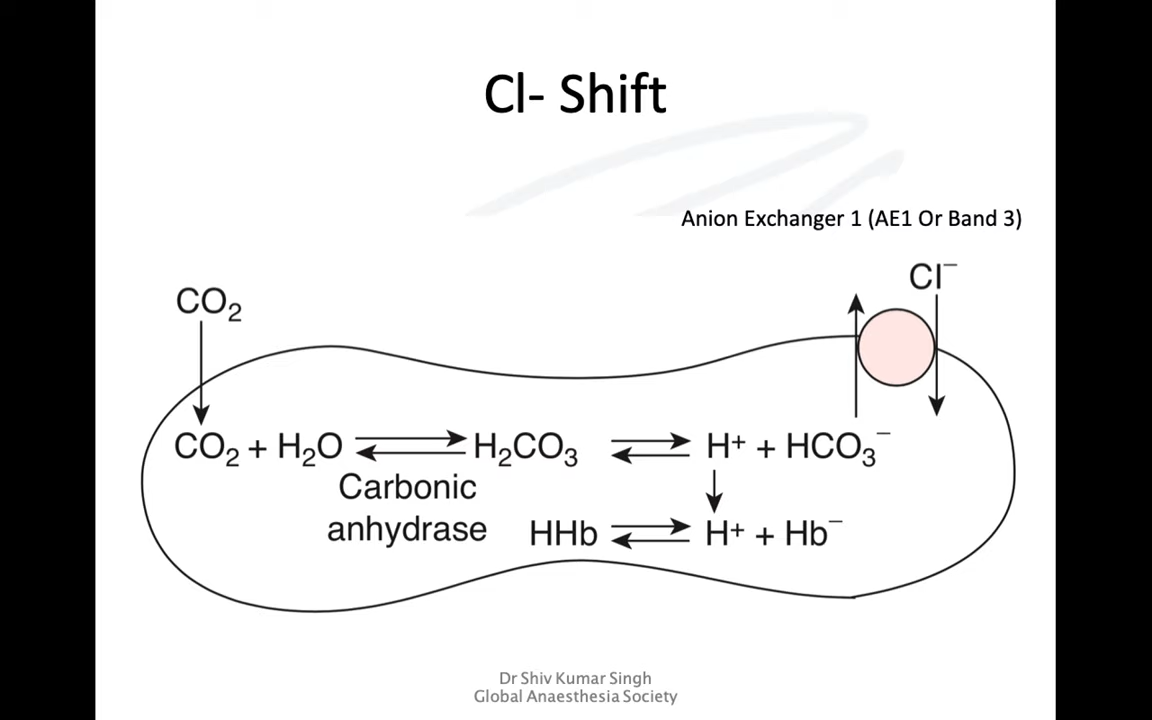 Cl- Shift
Anion Exchanger 1 (AE1 Or Band 3)
Cl⁻
CO₂
CO₂ + H₂O ⇌ H₂CO₃ ⇌ H⁺ + HCO₃⁻
Carbonic
anhydrase
HHb ⇌ H⁺ + Hb⁻
Dr Shiv Kumar Singh
Global Anaesthesia Society